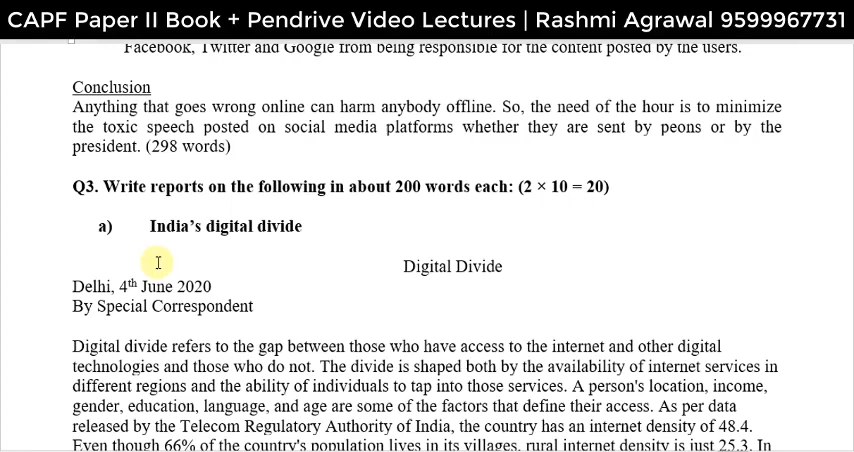 CAPF Paper II Book + Pendrive Video Lectures | Rashmi Agrawal 9599967731
Facebook, Twitter and Google from being responsible for the content posted by the users.
Conclusion
Anything that goes wrong online can harm anybody offline. So, the need of the hour is to minimize
the toxic speech posted on social media platforms whether they are sent by peons or by the
president. (298 words)
Q3. Write reports on the following in about 200 words each: (2 × 10 = 20)
a) India’s digital divide
Digital Divide
Delhi, 4th June 2020
By Special Correspondent
Digital divide refers to the gap between those who have access to the internet and other digital
technologies and those who do not. The divide is shaped both by the availability of internet services in
different regions and the ability of individuals to tap into those services. A person's location, income,
gender, education, language, and age are some of the factors that define their access. As per data
released by the Telecom Regulatory Authority of India, the country has an internet density of 48.4.
Even though 66% of the country's population lives in its villages, rural internet density is just 25.3. In